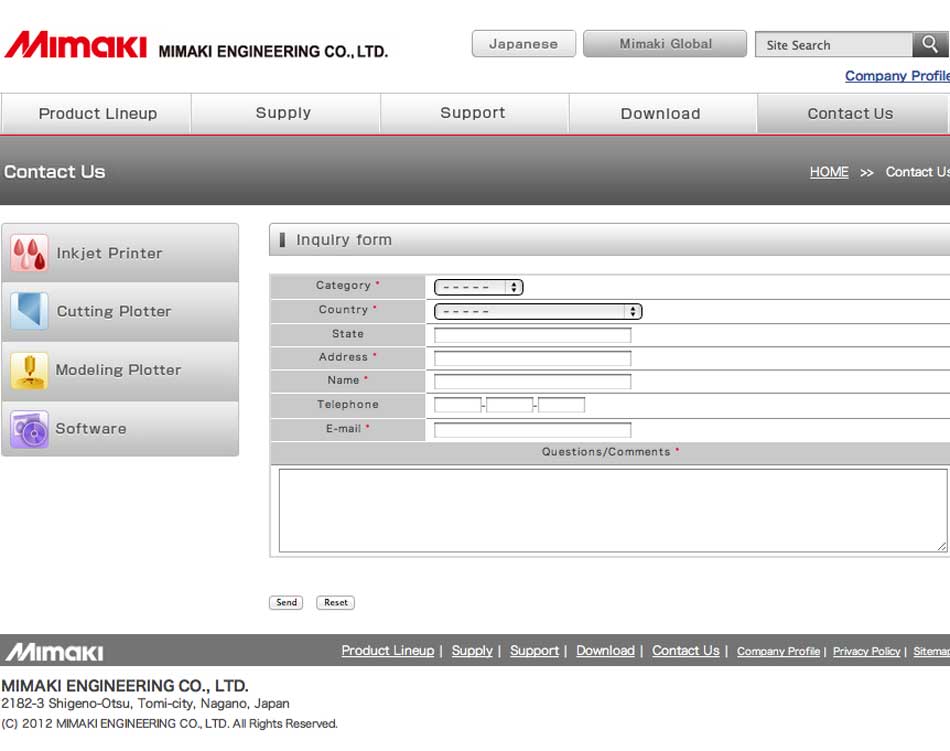 Mimaki MIMAKI ENGINEERING CO., LTD. Japanese Mimaki Global Site Search
Company Profile
Product Lineup Supply Support Download Contact Us
Contact Us HOME >> Contact Us
Inkjet Printer
Cutting Plotter
Modeling Plotter
Software
Inquiry form
Category * - - - - -
Country * - - - - -
State
Address *
Name *
Telephone - -
E-mail *
Questions/Comments *
Send Reset
Mimaki Product Lineup | Supply | Support | Download | Contact Us | Company Profile | Privacy Policy | Sitemap
MIMAKI ENGINEERING CO., LTD.
2182-3 Shigeno-Otsu, Tomi-city, Nagano, Japan
(C) 2012 MIMAKI ENGINEERING CO., LTD. All Rights Reserved.